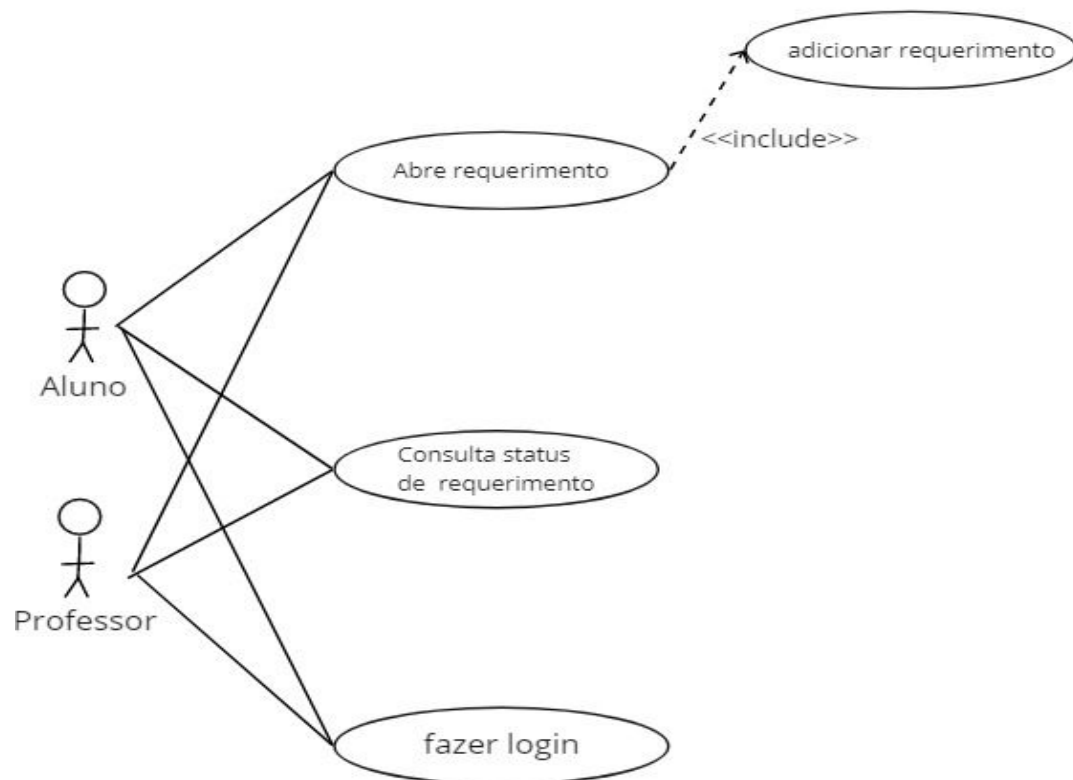 adicionar requerimento
<<include>>
Abre requerimento
Aluno
Consulta status
de requerimento
Professor
fazer login